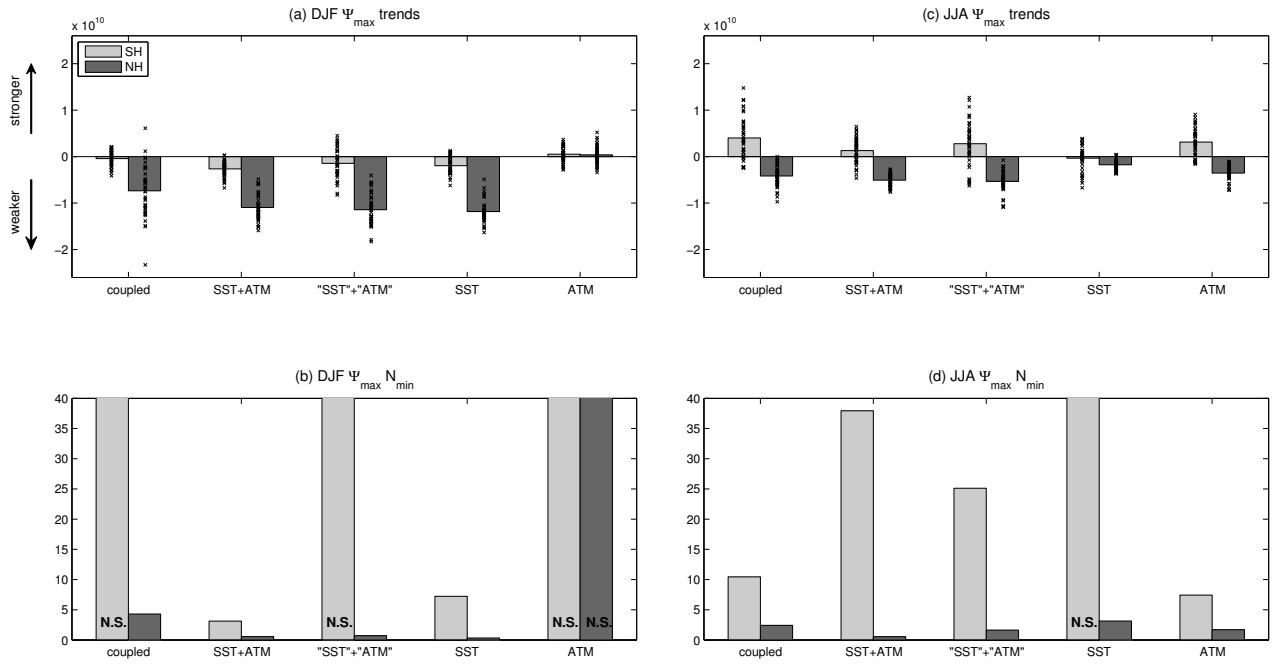 (a) DJF Ψmax trends
x 10^10
SH
NH
stronger
weaker
2
1
0
−1
−2
coupled SST+ATM "SST"+"ATM" SST ATM
(c) JJA Ψmax trends
x 10^10
2
1
0
−1
−2
coupled SST+ATM "SST"+"ATM" SST ATM
(b) DJF Ψmax Nmin
40
35
30
25
20
15
10
5
0
N.S. N.S. N.S. N.S.
coupled SST+ATM "SST"+"ATM" SST ATM
(d) JJA Ψmax Nmin
40
35
30
25
20
15
10
5
0
N.S.
coupled SST+ATM "SST"+"ATM" SST ATM